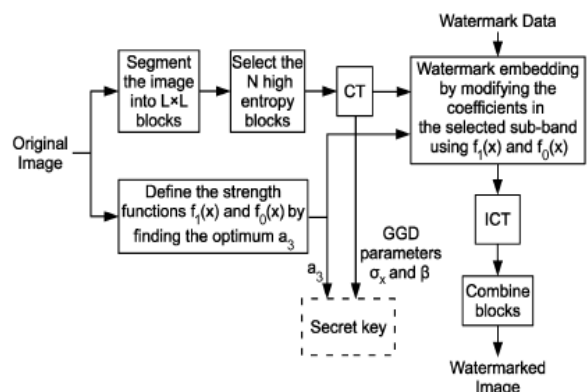 Watermark Data
Segment
the image
into L×L
blocks
Select the
N high
entropy
blocks
CT
Watermark embedding
by modifying the
coefficients in
the selected sub-band
using f₁(x) and f₀(x)
Original
Image
Define the strength
functions f₁(x) and f₀(x) by
finding the optimum a₃
a₃
GGD
parameters
σₓ and β
Secret key
ICT
Combine
blocks
Watermarked
Image